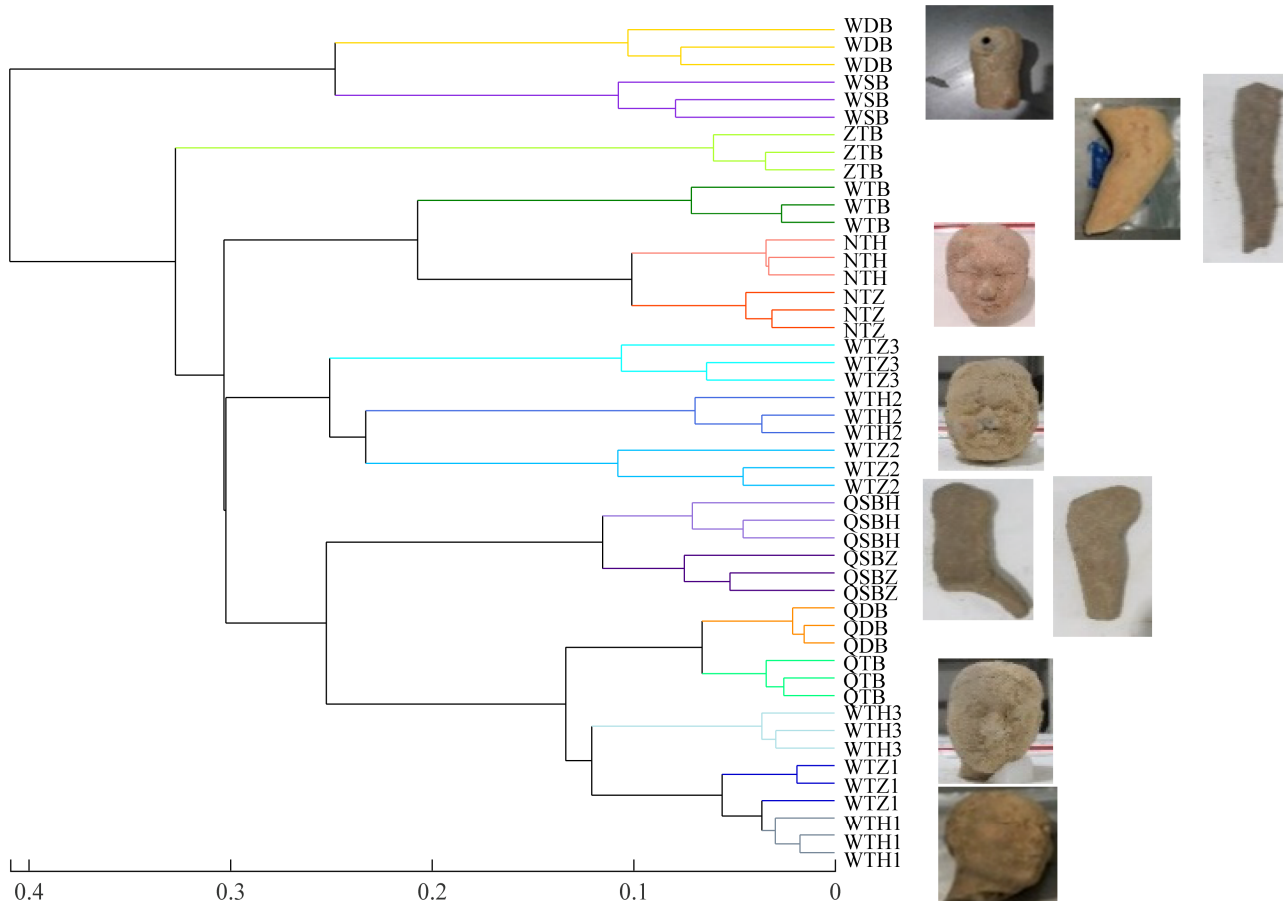 WDB
WDB
WDB
WSB
WSB
WSB
ZTB
ZTB
ZTB
WTB
WTB
WTB
NTH
NTH
NTH
NTZ
NTZ
NTZ
WTZ3
WTZ3
WTZ3
WTH2
WTH2
WTH2
WTZ2
WTZ2
WTZ2
QSBH
QSBH
QSBH
QSBZ
QSBZ
QSBZ
QDB
QDB
QDB
QTB
QTB
QTB
WTH3
WTH3
WTH3
WTZ1
WTZ1
WTZ1
WTH1
WTH1
WTH1
0.4 0.3 0.2 0.1 0